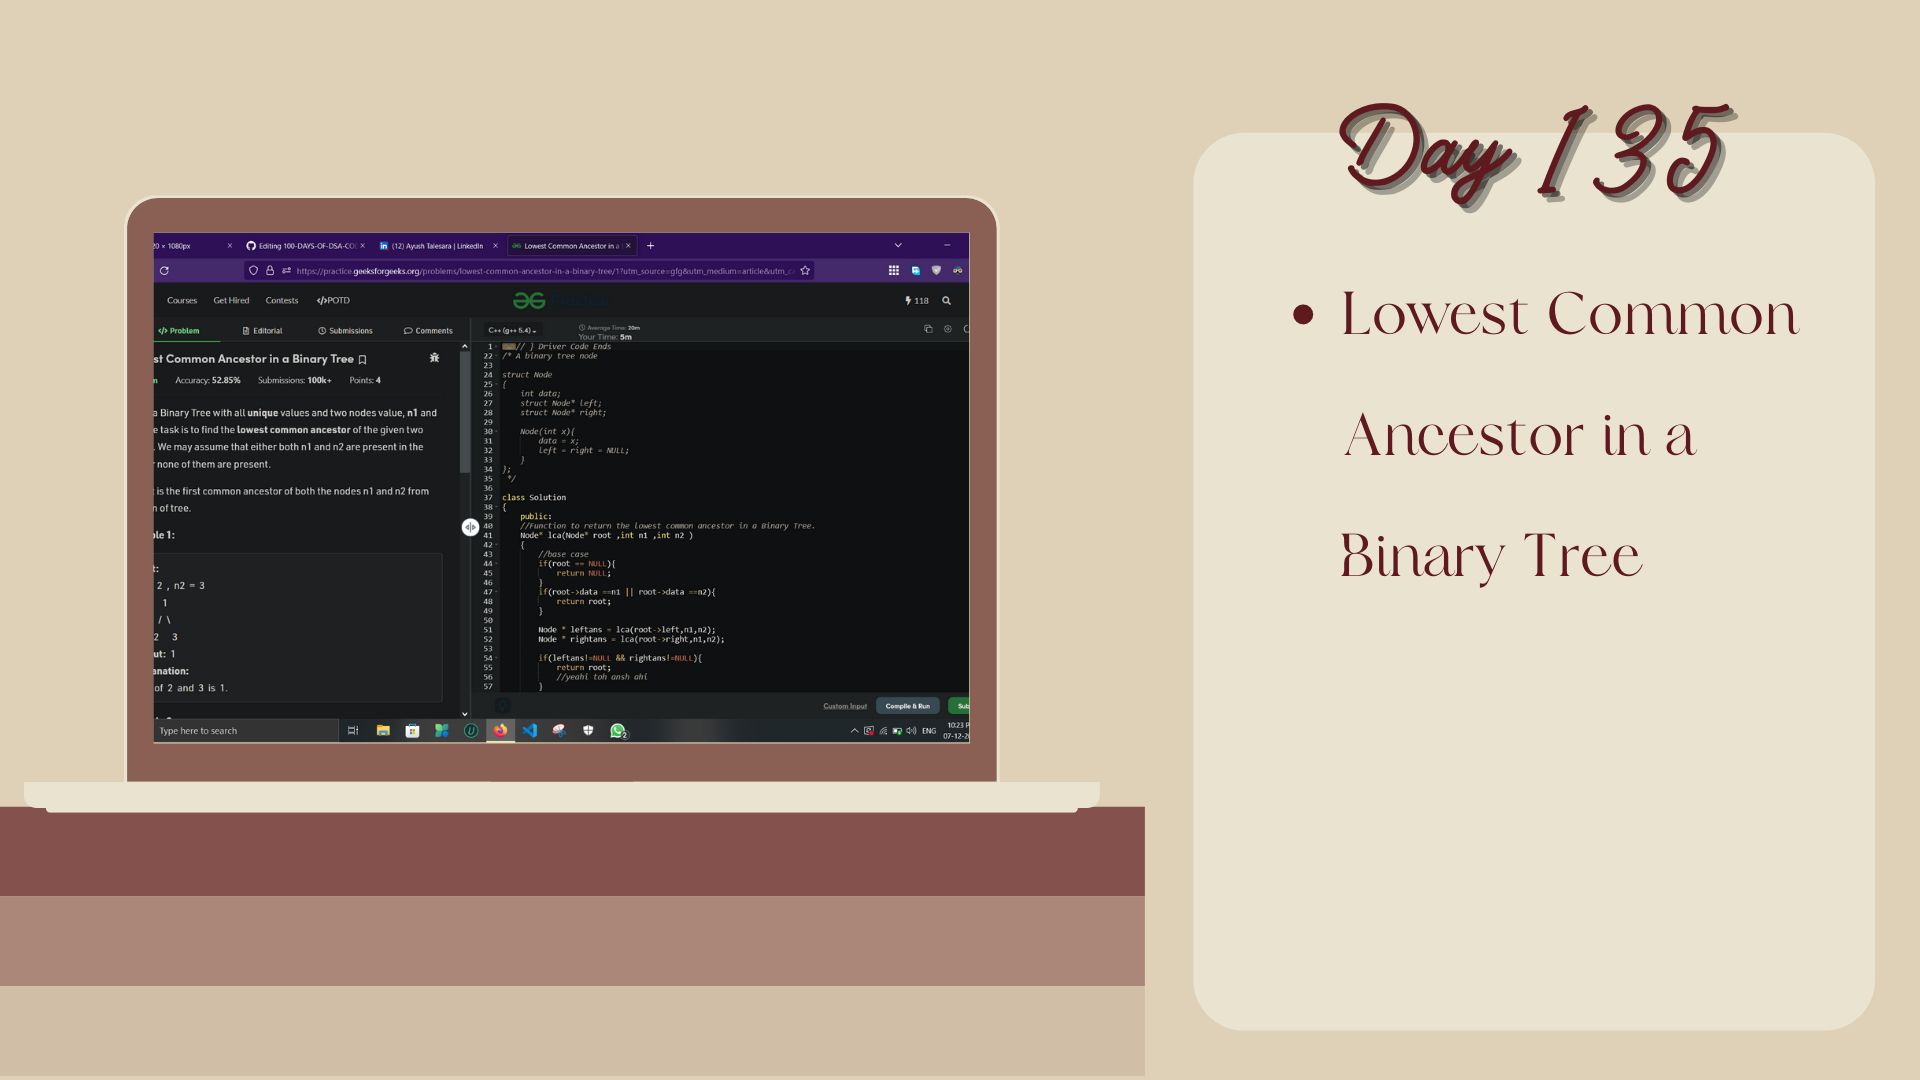 Day 135
Lowest Common
Ancestor in a
Binary Tree
20 × 1080px
Editing 100-DAYS-OF-DSA-COD
(12) Ayush Talesara | LinkedIn
Lowest Common Ancestor in a
https://practice.geeksforgeeks.org/problems/lowest-common-ancestor-in-a-binary-tree/1?utm_source=gfg&utm_medium=article&utm_c
Courses Get Hired Contests </>POTD
118
</> Problem Editorial Submissions Comments
C++ (g++ 5.4)
Average Time: 20m
Your Time: 5m
st Common Ancestor in a Binary Tree
Accuracy: 52.85% Submissions: 100k+ Points: 4
a Binary Tree with all unique values and two nodes value, n1 and
e task is to find the lowest common ancestor of the given two
. We may assume that either both n1 and n2 are present in the
r none of them are present.
is the first common ancestor of both the nodes n1 and n2 from
n of tree.
le 1:
t:
2 , n2 = 3
1
/ \
2 3
ut: 1
anation:
of 2 and 3 is 1.
1 // } Driver Code Ends
22 /* A binary tree node
23
24 struct Node
25 {
26 int data;
27 struct Node* left;
28 struct Node* right;
29
30 Node(int x){
31 data = x;
32 left = right = NULL;
33 }
34 };
35 */
36
37 class Solution
38 {
39 public:
40 //Function to return the lowest common ancestor in a Binary Tree.
41 Node* lca(Node* root ,int n1 ,int n2 )
42 {
43 //base case
44 if(root == NULL){
45 return NULL;
46 }
47 if(root->data ==n1 || root->data ==n2){
48 return root;
49 }
50
51 Node * leftans = lca(root->left,n1,n2);
52 Node * rightans = lca(root->right,n1,n2);
53
54 if(leftans!=NULL && rightans!=NULL){
55 return root;
56 //yeahi toh ansh ahi
57 }
Custom Input Compile & Run Sub
Type here to search
2
ENG
10:23 P
07-12-2